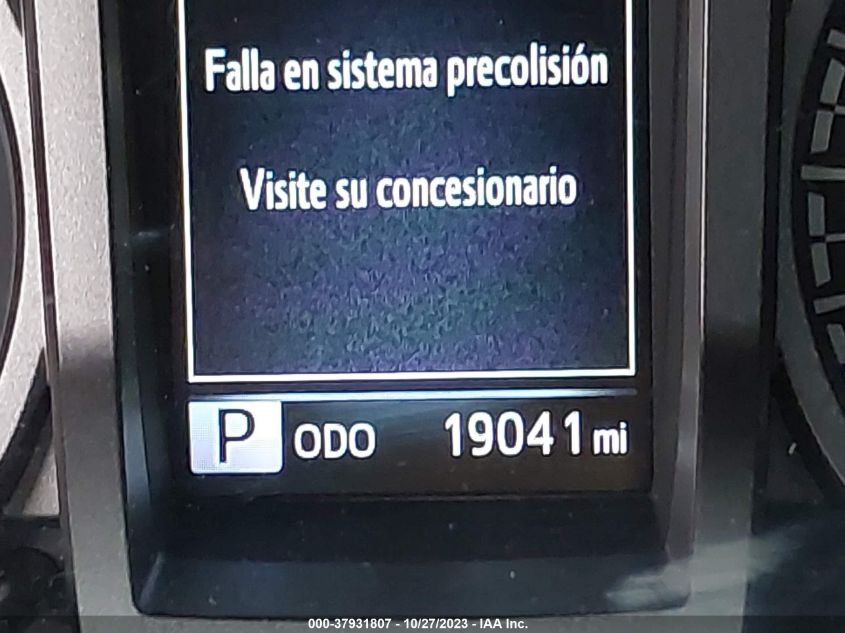 Falla en sistema precolisión
Visite su concesionario
P ODO 19041 mi
000-37931807 - 10/27/2023 - IAA Inc.